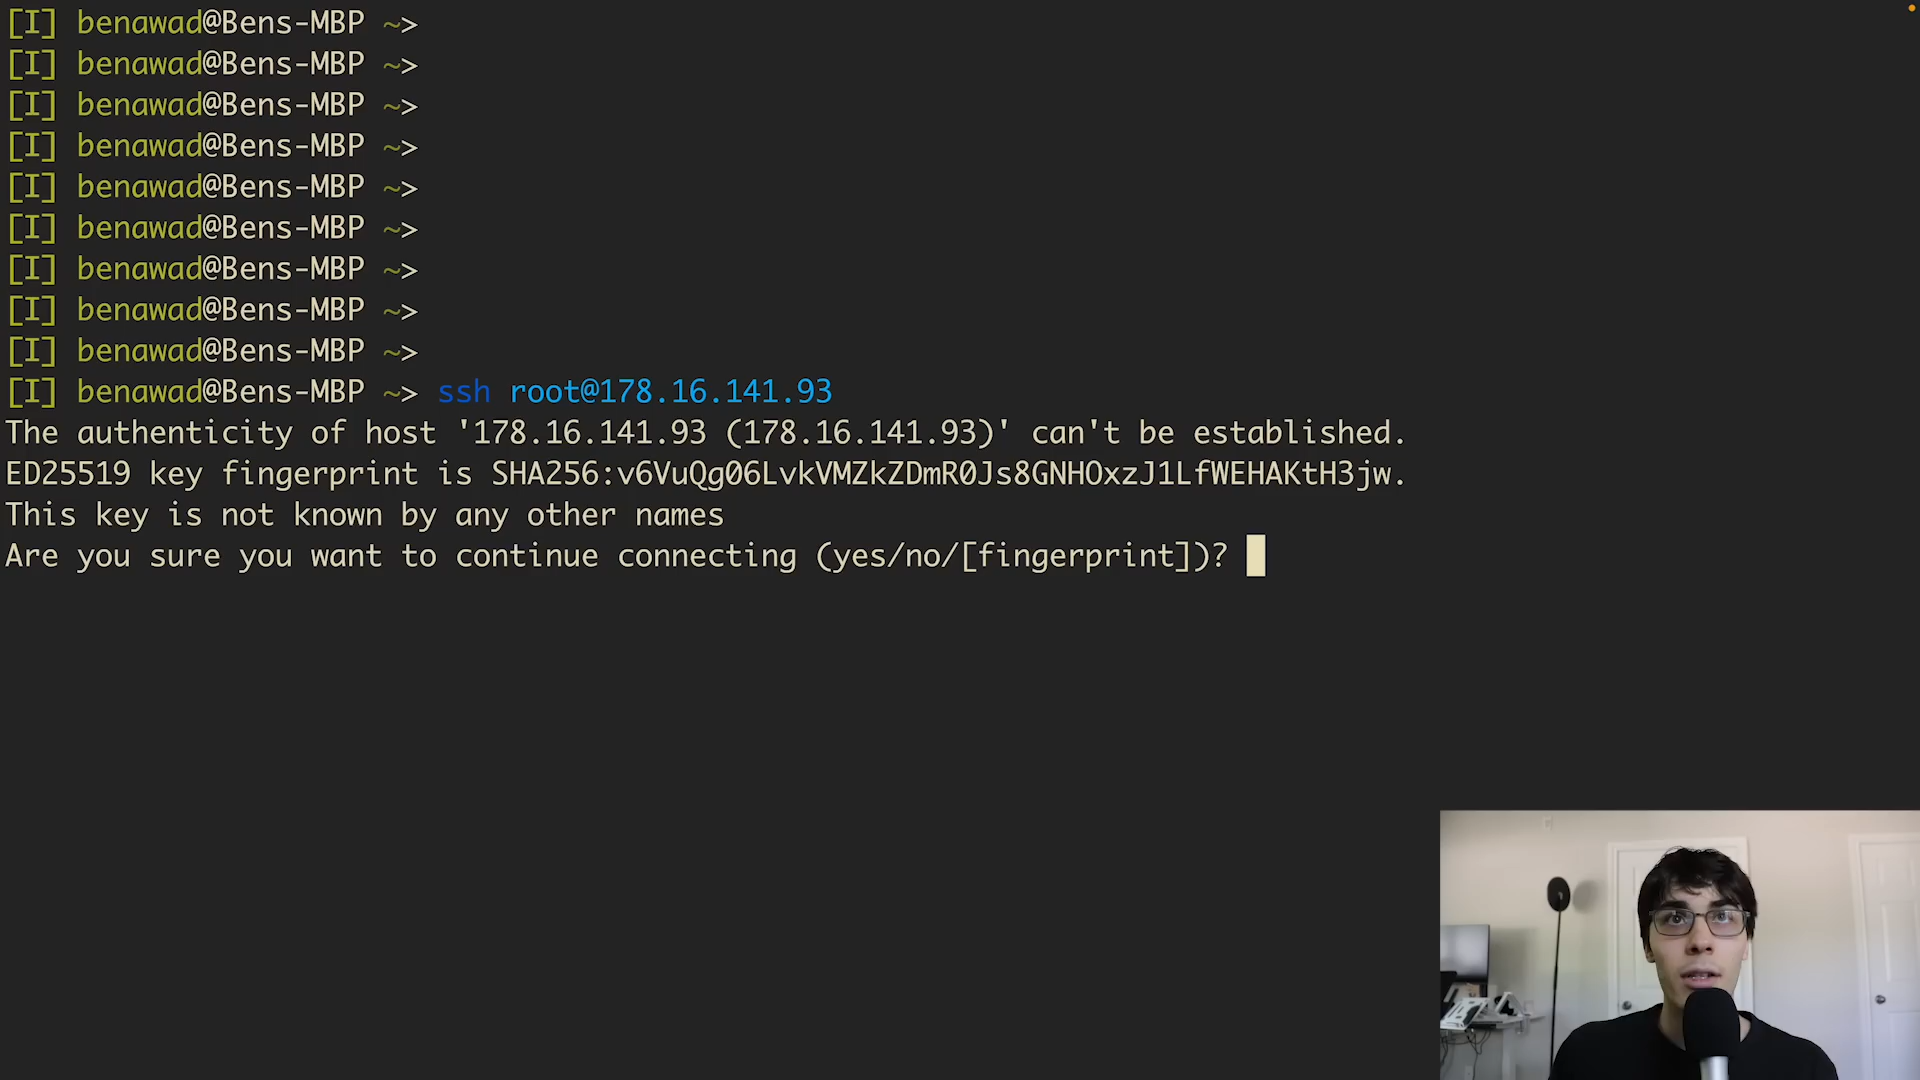 [I] benawad@Bens-MBP ~>
[I] benawad@Bens-MBP ~>
[I] benawad@Bens-MBP ~>
[I] benawad@Bens-MBP ~>
[I] benawad@Bens-MBP ~>
[I] benawad@Bens-MBP ~>
[I] benawad@Bens-MBP ~>
[I] benawad@Bens-MBP ~>
[I] benawad@Bens-MBP ~>
[I] benawad@Bens-MBP ~> ssh root@178.16.141.93
The authenticity of host '178.16.141.93 (178.16.141.93)' can't be established.
ED25519 key fingerprint is SHA256:v6VuQg06LvkVMZkZDmR0Js8GNHOxzJ1LfWEHAKtH3jw.
This key is not known by any other names
Are you sure you want to continue connecting (yes/no/[fingerprint])?